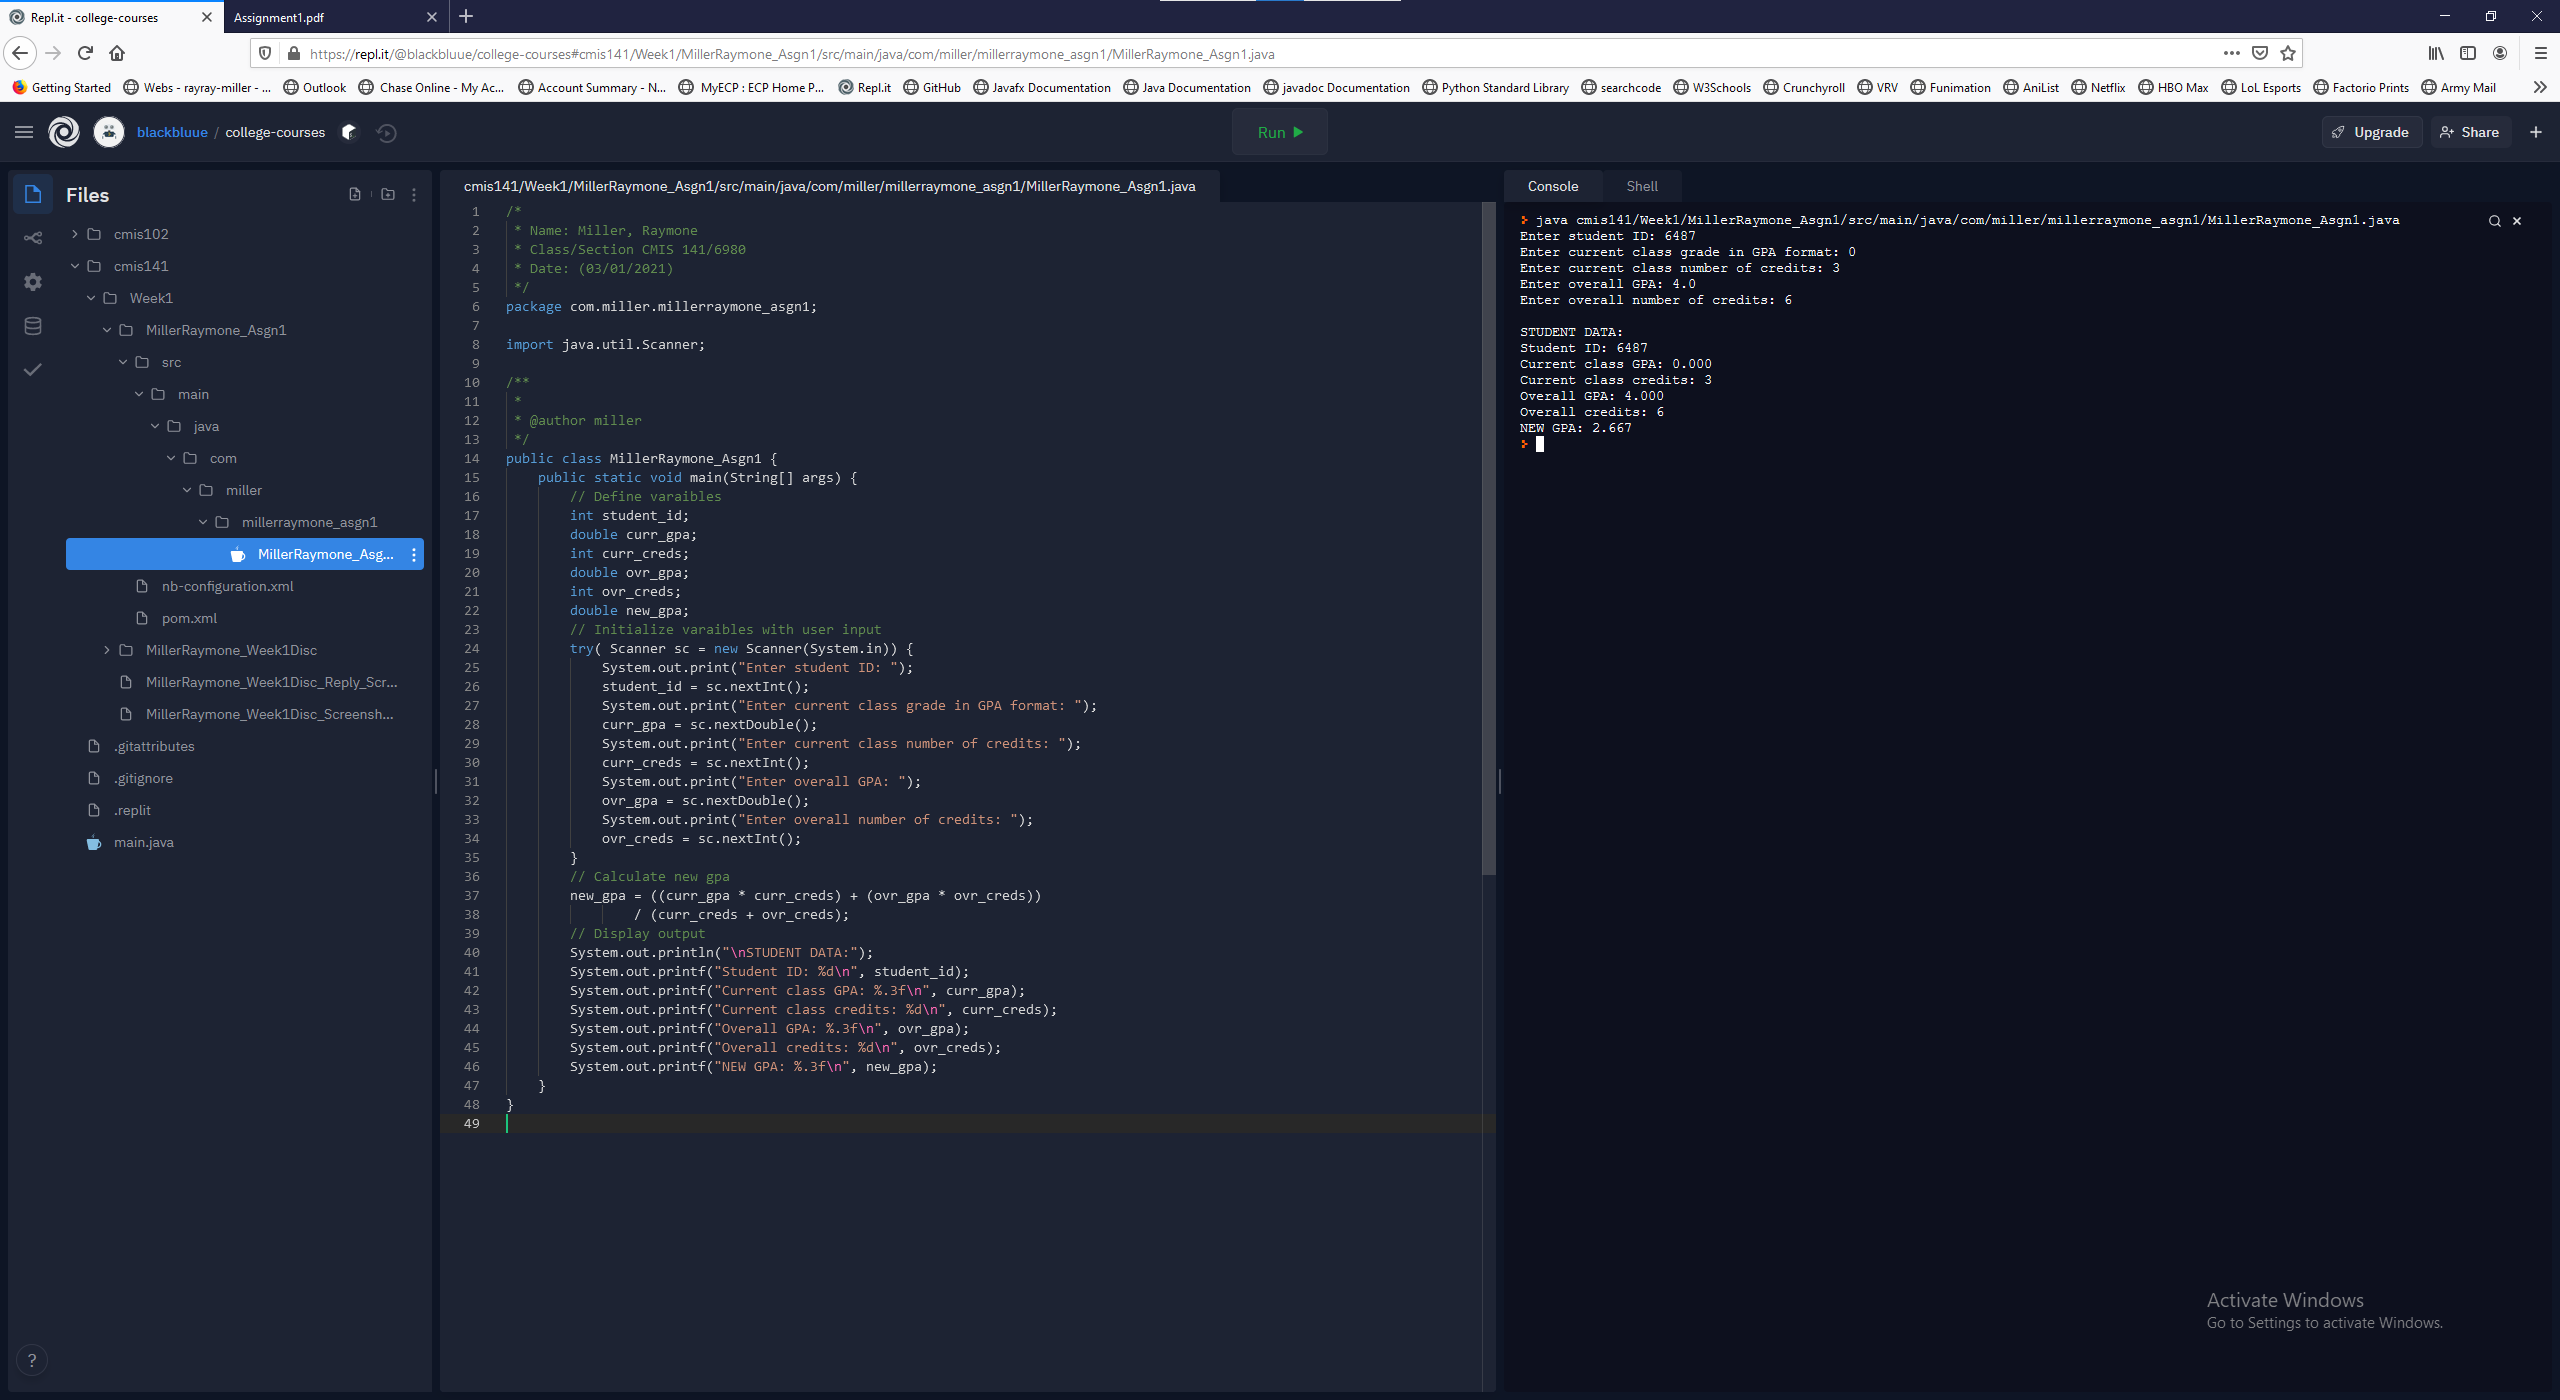 Repl.it - college-courses
Assignment1.pdf
https://repl.it/@blackbluue/college-courses#cmis141/Week1/MillerRaymone_Asgn1/src/main/java/com/miller/millerraymone_asgn1/MillerRaymone_Asgn1.java
Getting Started Webs - rayray-miller - ... Outlook Chase Online - My Ac... Account Summary - N... MyECP : ECP Home P... Repl.it GitHub Javafx Documentation Java Documentation javadoc Documentation Python Standard Library searchcode W3Schools Crunchyroll VRV Funimation AniList Netflix HBO Max LoL Esports Factorio Prints Army Mail
blackbluue / college-courses
Run
Upgrade
Share
Files
cmis102
cmis141
Week1
MillerRaymone_Asgn1
src
main
java
com
miller
millerraymone_asgn1
MillerRaymone_Asg...
nb-configuration.xml
pom.xml
MillerRaymone_Week1Disc
MillerRaymone_Week1Disc_Reply_Scr...
MillerRaymone_Week1Disc_Screensh...
.gitattributes
.gitignore
.replit
main.java
?
cmis141/Week1/MillerRaymone_Asgn1/src/main/java/com/miller/millerraymone_asgn1/MillerRaymone_Asgn1.java
1 /*
2 * Name: Miller, Raymone
3 * Class/Section CMIS 141/6980
4 * Date: (03/01/2021)
5 */
6 package com.miller.millerraymone_asgn1;
7
8 import java.util.Scanner;
9
10 /**
11 *
12 * @author miller
13 */
14 public class MillerRaymone_Asgn1 {
15 public static void main(String[] args) {
16 // Define varaibles
17 int student_id;
18 double curr_gpa;
19 int curr_creds;
20 double ovr_gpa;
21 int ovr_creds;
22 double new_gpa;
23 // Initialize varaibles with user input
24 try( Scanner sc = new Scanner(System.in)) {
25 System.out.print("Enter student ID: ");
26 student_id = sc.nextInt();
27 System.out.print("Enter current class grade in GPA format: ");
28 curr_gpa = sc.nextDouble();
29 System.out.print("Enter current class number of credits: ");
30 curr_creds = sc.nextInt();
31 System.out.print("Enter overall GPA: ");
32 ovr_gpa = sc.nextDouble();
33 System.out.print("Enter overall number of credits: ");
34 ovr_creds = sc.nextInt();
35 }
36 // Calculate new gpa
37 new_gpa = ((curr_gpa * curr_creds) + (ovr_gpa * ovr_creds))
38 / (curr_creds + ovr_creds);
39 // Display output
40 System.out.println("\nSTUDENT DATA:");
41 System.out.printf("Student ID: %d\n", student_id);
42 System.out.printf("Current class GPA: %.3f\n", curr_gpa);
43 System.out.printf("Current class credits: %d\n", curr_creds);
44 System.out.printf("Overall GPA: %.3f\n", ovr_gpa);
45 System.out.printf("Overall credits: %d\n", ovr_creds);
46 System.out.printf("NEW GPA: %.3f\n", new_gpa);
47 }
48 }
49
Console
Shell
java cmis141/Week1/MillerRaymone_Asgn1/src/main/java/com/miller/millerraymone_asgn1/MillerRaymone_Asgn1.java
Enter student ID: 6487
Enter current class grade in GPA format: 0
Enter current class number of credits: 3
Enter overall GPA: 4.0
Enter overall number of credits: 6
STUDENT DATA:
Student ID: 6487
Current class GPA: 0.000
Current class credits: 3
Overall GPA: 4.000
Overall credits: 6
NEW GPA: 2.667
Activate Windows
Go to Settings to activate Windows.